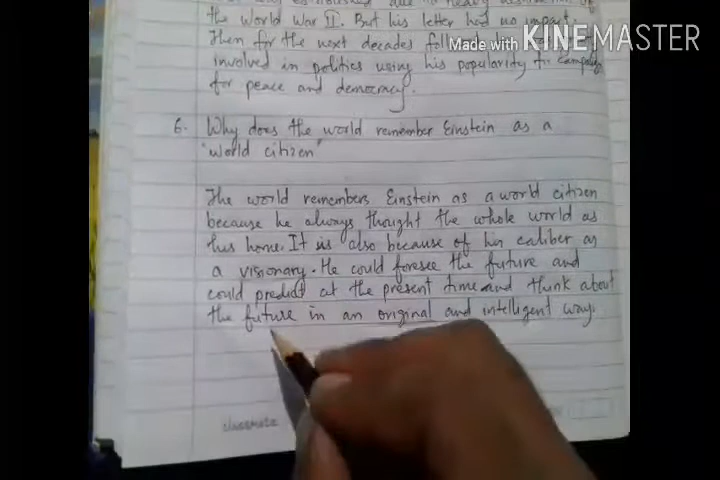 the World War II. But his letter had no impact.
Then for the next decades
Made with KINEMASTER
involved in politics using his popularity to campaign
for peace and democracy.
6. Why does the world remember Einstein as a
"world citizen"
The world remembers Einstein as a world citizen
because he always thought the whole world as
his home. It is also because of his caliber as
a visionary. He could foresee the future and
could predict at the present time and think about
the future in an original and intelligent way.
classmate